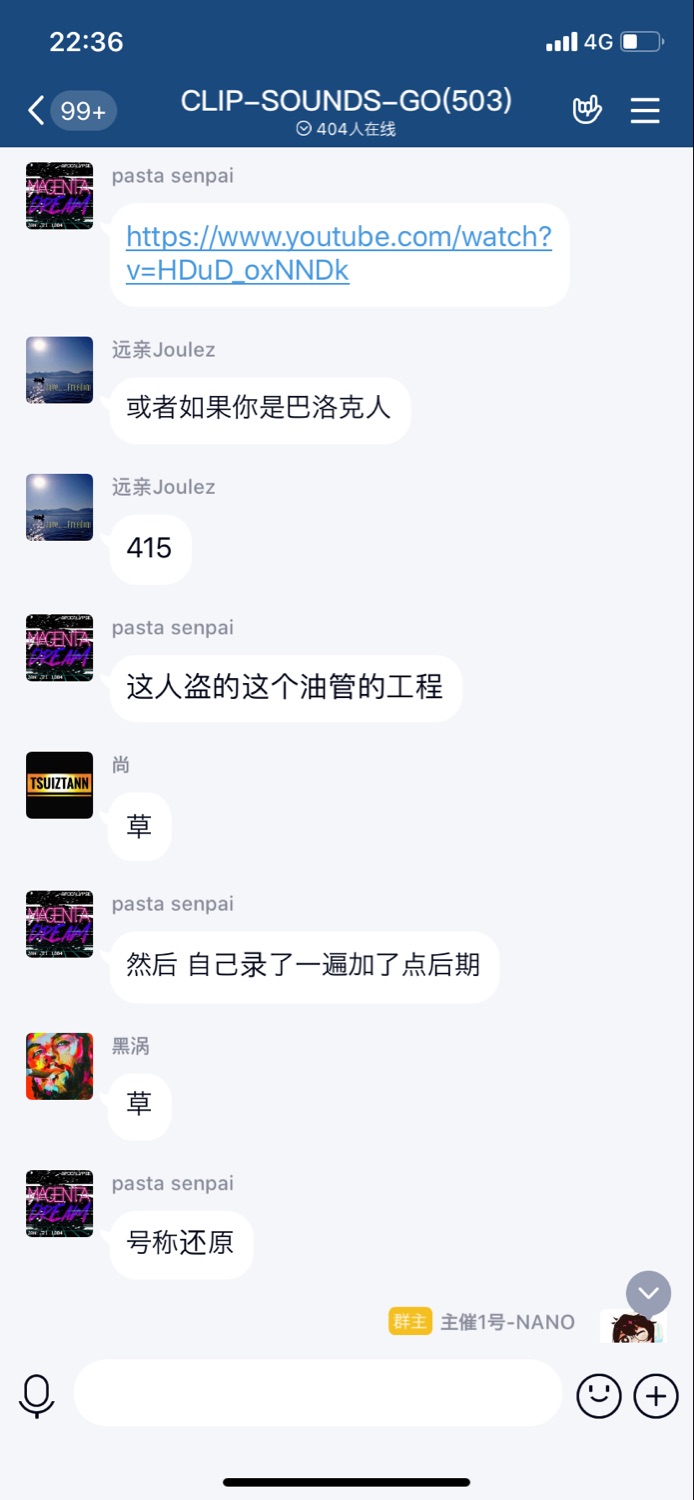 22:36
4G
99+
CLIP-SOUNDS-GO(503)
404人在线
pasta senpai
https://www.youtube.com/watch?
v=HDuD_oxNNDk
远亲Joulez
或者如果你是巴洛克人
远亲Joulez
415
pasta senpai
这人盗的这个油管的工程
尚
TSUIZTANN
草
pasta senpai
然后 自己录了一遍加了点后期
黑涡
草
pasta senpai
号称还原
群主 主催1号-NANO